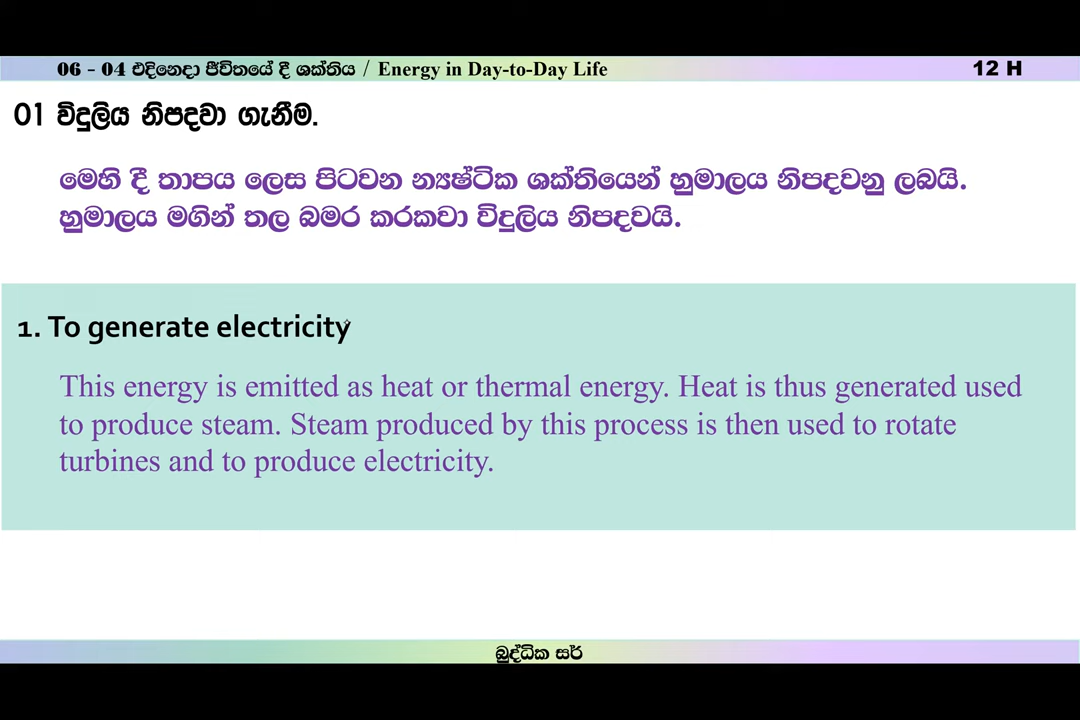 06 - 04 එදිනෙදා ජීවිතයේ දී ශක්තිය / Energy in Day-to-Day Life
12 H
01 විදුලිය නිපදවා ගැනීම.
මෙහි දී තාපය ලෙස පිටවන න්‍යෂ්ටික ශක්තියෙන් හුමාලය නිපදවනු ලබයි.
හුමාලය මගින් තල බමර කරකවා විදුලිය නිපදවයි.
1. To generate electricity
This energy is emitted as heat or thermal energy. Heat is thus generated used
to produce steam. Steam produced by this process is then used to rotate
turbines and to produce electricity.
බුද්ධික සර්